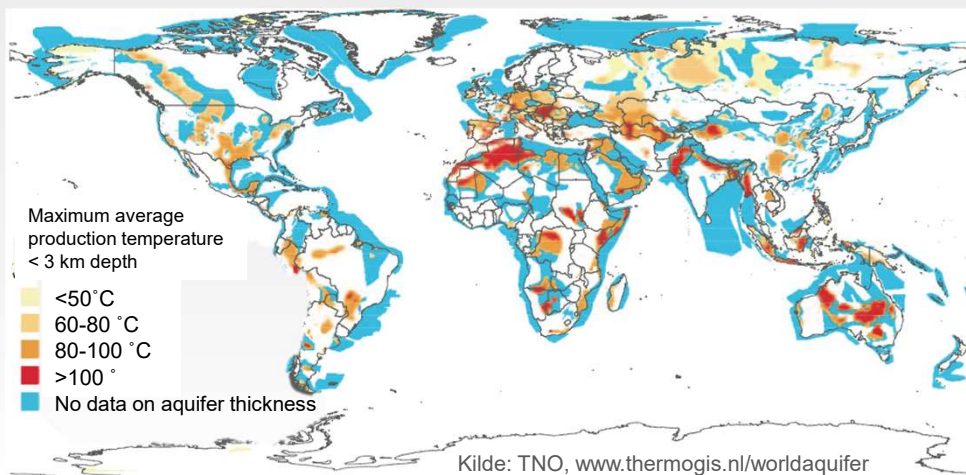 Maximum average
production temperature
< 3 km depth
<50˚C
60-80 ˚C
80-100 ˚C
>100 ˚
No data on aquifer thickness
Kilde: TNO, www.thermogis.nl/worldaquifer